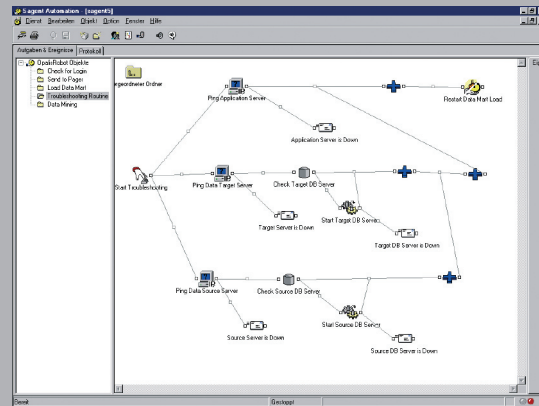 Sagent Automation - [sagent5]
Dienst Bearbeiten Objekt Option Fenster Hilfe
Aufgaben & Ereignisse Protokoll
OpalisRobot Objekte
Check for Login
Send to Pager
Load Data Mart
Troubleshooting Routine
Data Mining
ergeordneter Ordner
Ping Application Server
Restart Data Mart Load
Application Server is Down
Start Troubleshooting
Ping Data Target Server
Check Target DB Server
Target Server is Down
Start Target DB Server
Target DB Server is Down
Ping Data Source Server
Check Source DB Server
Source Server is Down
Start Source DB Server
Source DB Server is Down
Bereit
Gestoppt